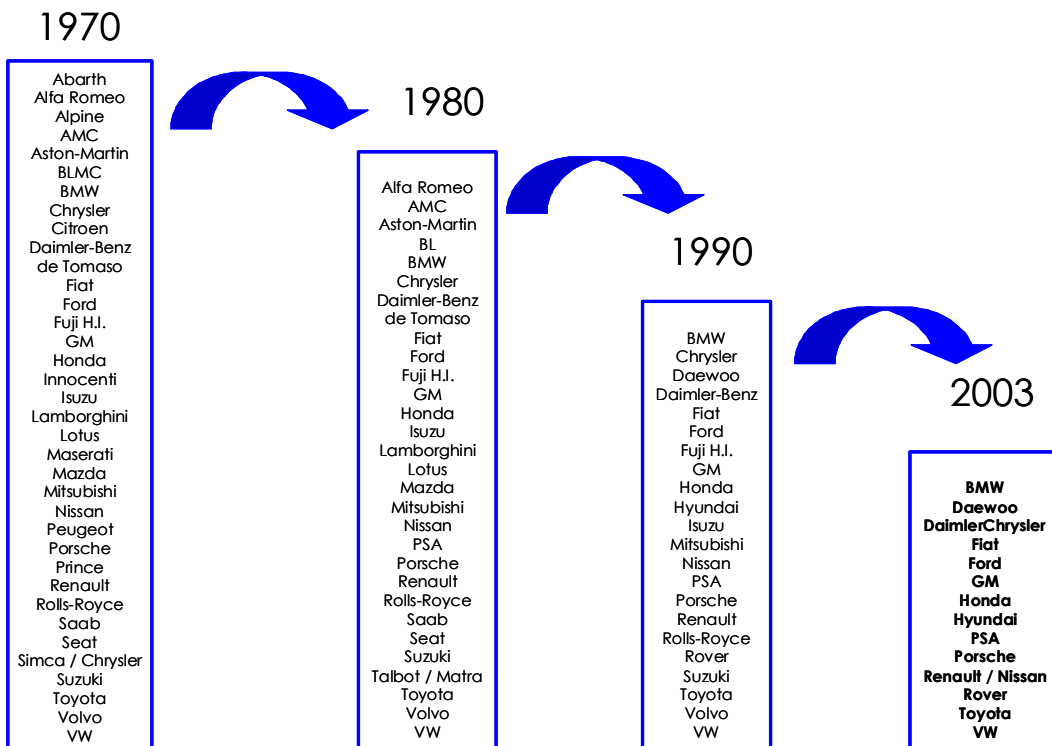 1970
Abarth
Alfa Romeo
Alpine
AMC
Aston-Martin
BLMC
BMW
Chrysler
Citroen
Daimler-Benz
de Tomaso
Fiat
Ford
Fuji H.I.
GM
Honda
Innocenti
Isuzu
Lamborghini
Lotus
Maserati
Mazda
Mitsubishi
Nissan
Peugeot
Porsche
Prince
Renault
Rolls-Royce
Saab
Seat
Simca / Chrysler
Suzuki
Toyota
Volvo
VW
1980
Alfa Romeo
AMC
Aston-Martin
BL
BMW
Chrysler
Daimler-Benz
de Tomaso
Fiat
Ford
Fuji H.I.
GM
Honda
Isuzu
Lamborghini
Lotus
Mazda
Mitsubishi
Nissan
PSA
Porsche
Renault
Rolls-Royce
Saab
Seat
Suzuki
Talbot / Matra
Toyota
Volvo
VW
1990
BMW
Chrysler
Daewoo
Daimler-Benz
Fiat
Ford
Fuji H.I.
GM
Honda
Hyundai
Isuzu
Mitsubishi
Nissan
PSA
Porsche
Renault
Rolls-Royce
Rover
Suzuki
Toyota
Volvo
VW
2003
BMW
Daewoo
DaimlerChrysler
Fiat
Ford
GM
Honda
Hyundai
PSA
Porsche
Renault / Nissan
Rover
Toyota
VW